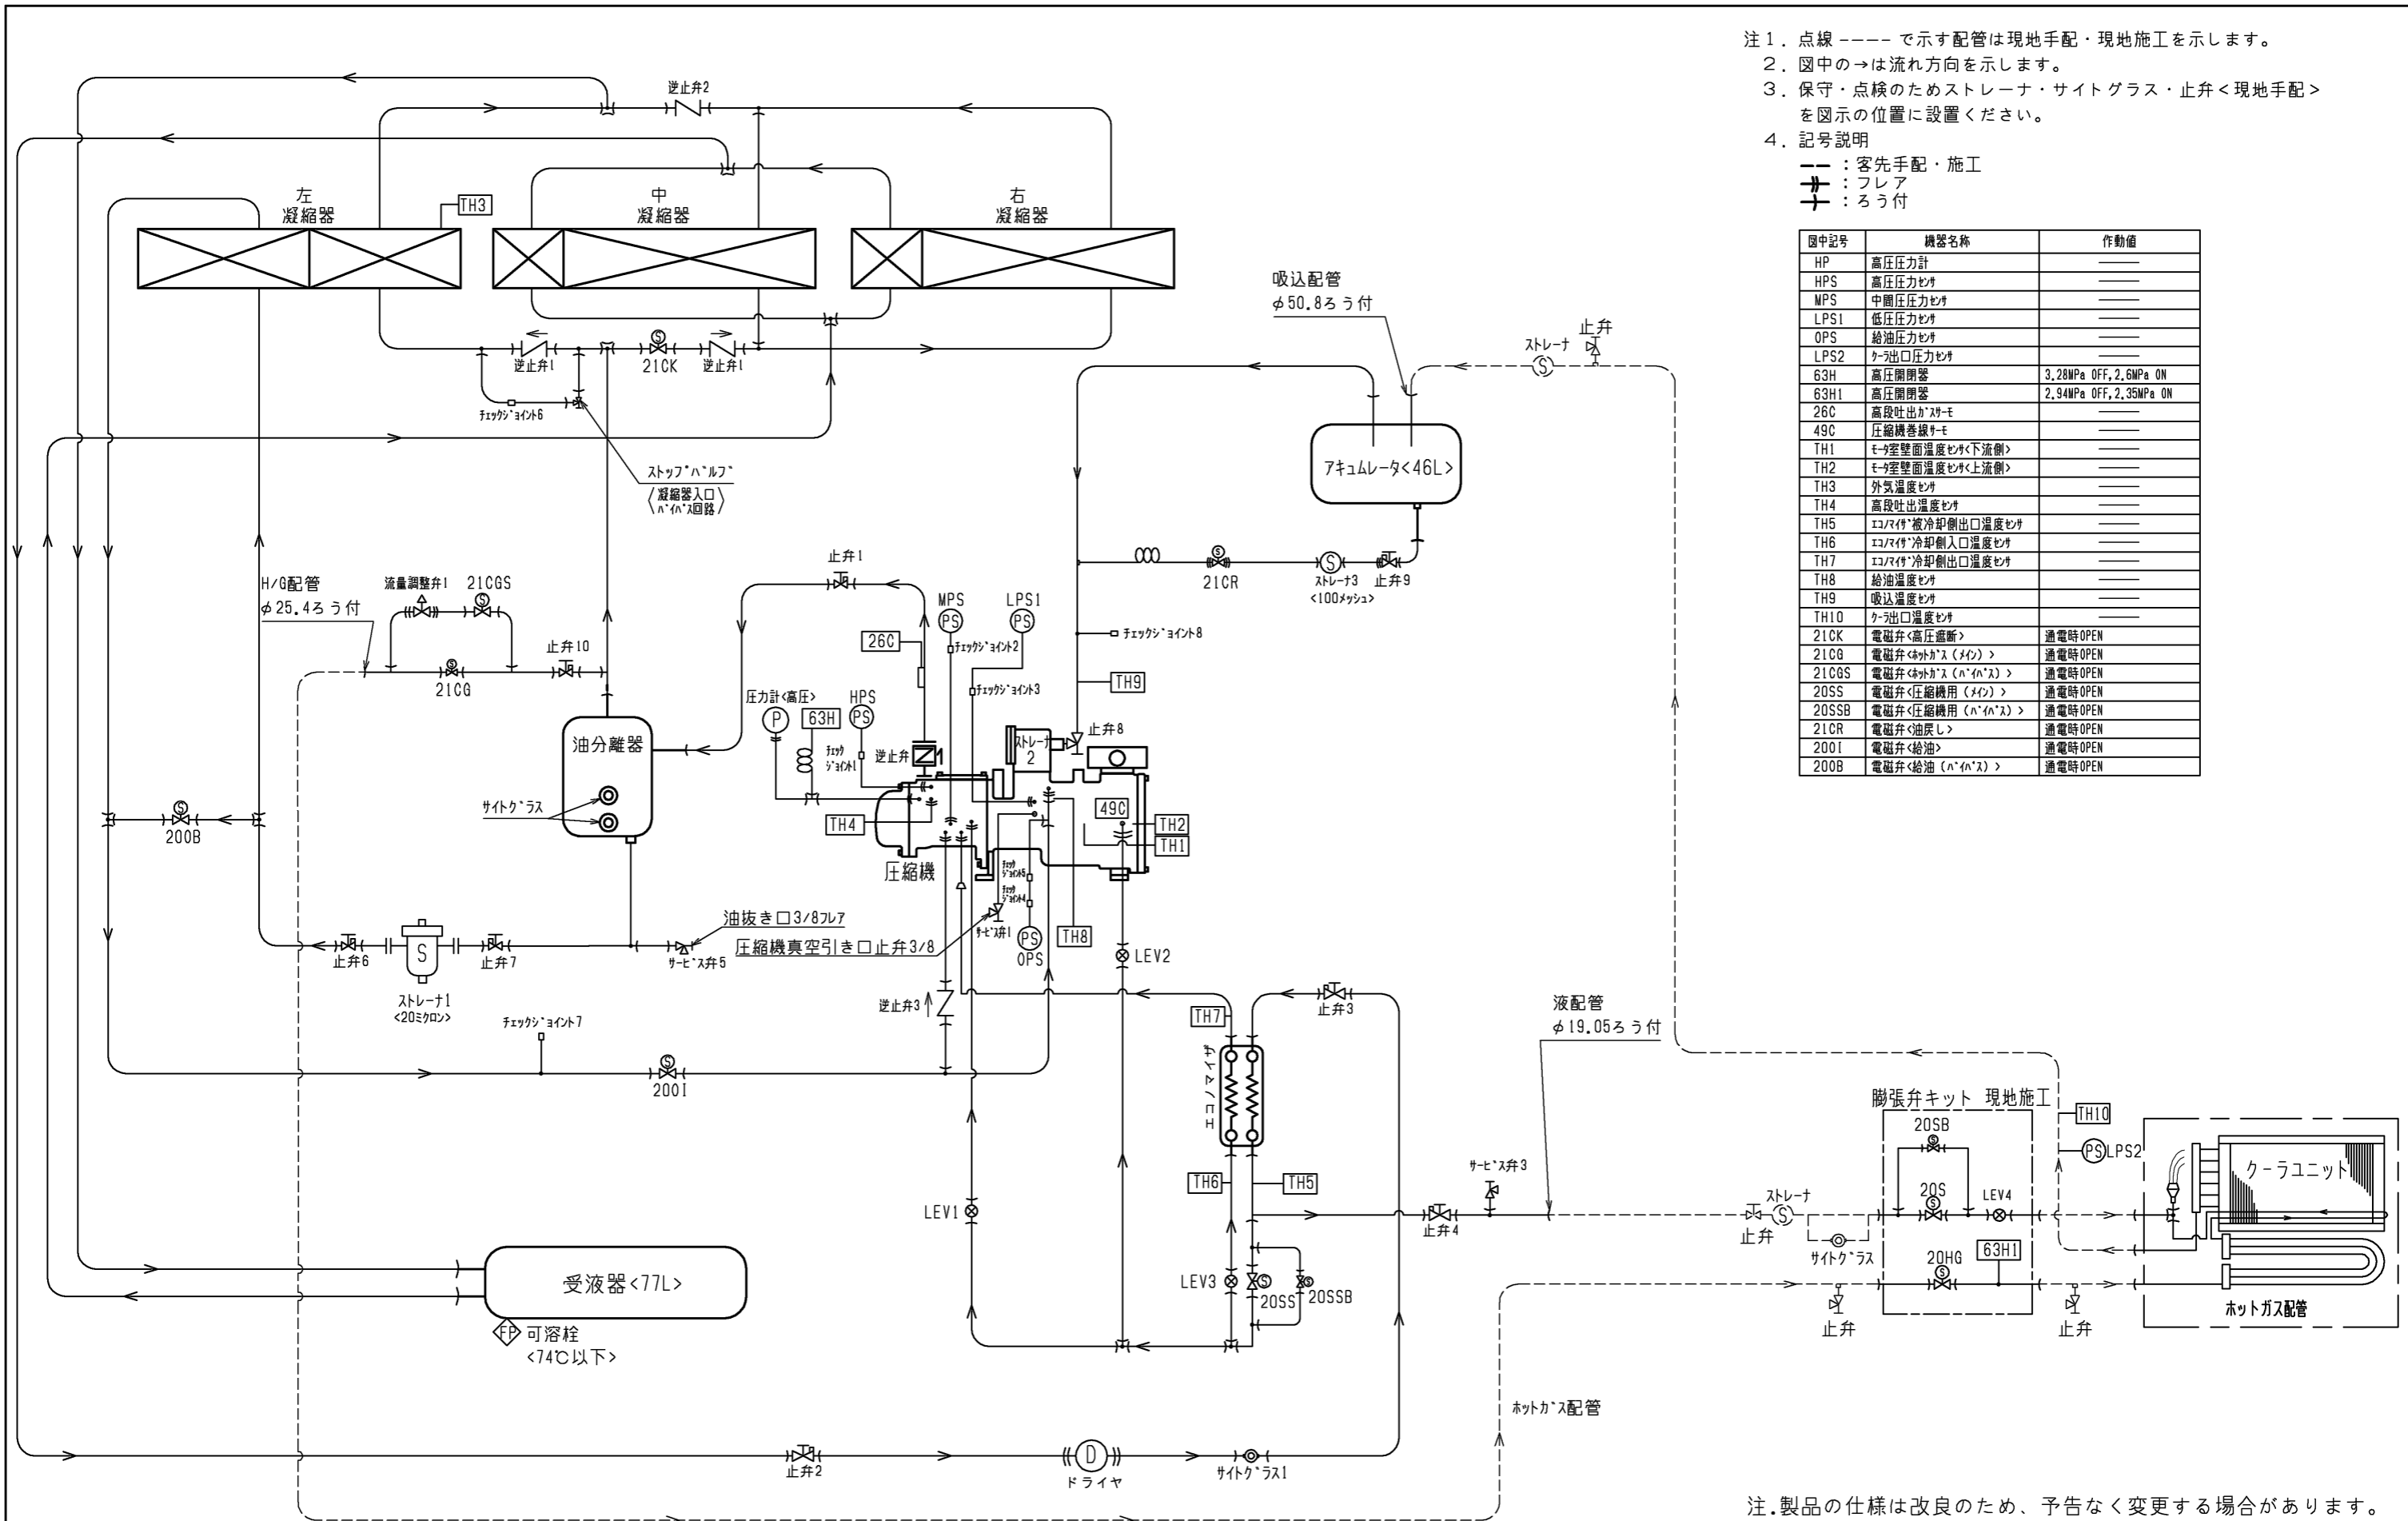 注1. 点線 ---- で示す配管は現地手配・現地施工を示します。
2. 図中の→は流れ方向を示します。
3. 保守・点検のためストレーナ・サイトグラス・止弁<現地手配>
を図示の位置に設置ください。
4. 記号説明
：客先手配・施工
：フレア
：ろう付
図中記号 機器名称 作動値
HP 高圧圧力計 ――
HPS 高圧圧力ｾﾝｻ ――
MPS 中間圧圧力ｾﾝｻ ――
LPS1 低圧圧力ｾﾝｻ ――
OPS 給油圧力ｾﾝｻ ――
LPS2 ｸｰﾗ出口圧力ｾﾝｻ ――
63H 高圧開閉器 3.28MPa OFF,2.6MPa ON
63H1 高圧開閉器 2.94MPa OFF,2.35MPa ON
26C 高段吐出ｶﾞｽｻｰﾓ ――
49C 圧縮機巻線ｻｰﾓ ――
TH1 ﾓｰﾀ室壁面温度ｾﾝｻ<下流側> ――
TH2 ﾓｰﾀ室壁面温度ｾﾝｻ<上流側> ――
TH3 外気温度ｾﾝｻ ――
TH4 高段吐出温度ｾﾝｻ ――
TH5 ｴｺﾉﾏｲｻﾞ被冷却側出口温度ｾﾝｻ ――
TH6 ｴｺﾉﾏｲｻﾞ冷却側入口温度ｾﾝｻ ――
TH7 ｴｺﾉﾏｲｻﾞ冷却側出口温度ｾﾝｻ ――
TH8 給油温度ｾﾝｻ ――
TH9 吸込温度ｾﾝｻ ――
TH10 ｸｰﾗ出口温度ｾﾝｻ ――
21CK 電磁弁<高圧遮断> 通電時OPEN
21CG 電磁弁<ﾎｯﾄｶﾞｽ（ﾒｲﾝ）> 通電時OPEN
21CGS 電磁弁<ﾎｯﾄｶﾞｽ（ﾊﾞｲﾊﾟｽ）> 通電時OPEN
20SS 電磁弁<圧縮機用（ﾒｲﾝ）> 通電時OPEN
20SSB 電磁弁<圧縮機用（ﾊﾞｲﾊﾟｽ）> 通電時OPEN
21CR 電磁弁<油戻し> 通電時OPEN
20OI 電磁弁<給油> 通電時OPEN
20OB 電磁弁<給油（ﾊﾞｲﾊﾟｽ）> 通電時OPEN
逆止弁2
左
凝縮器
TH3
中
凝縮器
右
凝縮器
逆止弁1
S
21CK
逆止弁1
ﾁｪｯｸｼﾞｮｲﾝﾄ6
ｽﾄｯﾌﾟﾊﾞﾙﾌﾞ
〈凝縮器入口
ﾊﾞｲﾊﾟｽ回路〉
吸込配管
φ50.8ろう付
ストレーナ
S
止弁
アキュムレータ<46L>
S
21CR
S
ストレーナ3
<100ﾒｯｼｭ>
止弁9
H/G配管
φ25.4ろう付
流量調整弁1
21CGS
S
S
21CG
止弁10
止弁1
26C
MPS
PS
LPS1
PS
ﾁｪｯｸｼﾞｮｲﾝﾄ2
ﾁｪｯｸｼﾞｮｲﾝﾄ3
ﾁｪｯｸｼﾞｮｲﾝﾄ8
TH9
圧力計<高圧>
P
63H
HPS
PS
ﾁｪｯｸ
ｼﾞｮｲﾝﾄ1
逆止弁
ストレーナ
2
止弁8
油分離器
サイトグラス
TH4
49C
TH2
TH1
圧縮機
S
20OB
ﾁｪｯｸ
ｼﾞｮｲﾝﾄ5
ﾁｪｯｸ
ｼﾞｮｲﾝﾄ4
ｻｰﾋﾞｽ弁1
PS
OPS
TH8
LEV2
油抜き口3/8ﾌﾚｱ
圧縮機真空引き口止弁3/8
止弁6
S
止弁7
ｻｰﾋﾞｽ弁5
ストレーナ1
<20ﾐｸﾛﾝ>
ﾁｪｯｸｼﾞｮｲﾝﾄ7
逆止弁3
S
20OI
TH7
止弁3
エコノマイザ
液配管
φ19.05ろう付
TH6
TH5
LEV1
ｻｰﾋﾞｽ弁3
止弁4
LEV3
S
20SS
S
20SSB
受液器<77L>
FP
可溶栓
<74℃以下>
膨張弁キット 現地施工
20SB
S
20S
S
LEV4
ストレーナ
S
止弁
サイトグラス
20HG
S
63H1
止弁
止弁
TH10
PS
LPS2
クーラユニット
ホットガス配管
ﾎｯﾄｶﾞｽ配管
止弁2
D
ドライヤ
サイトグラス1
注.製品の仕様は改良のため、予告なく変更する場合があります。